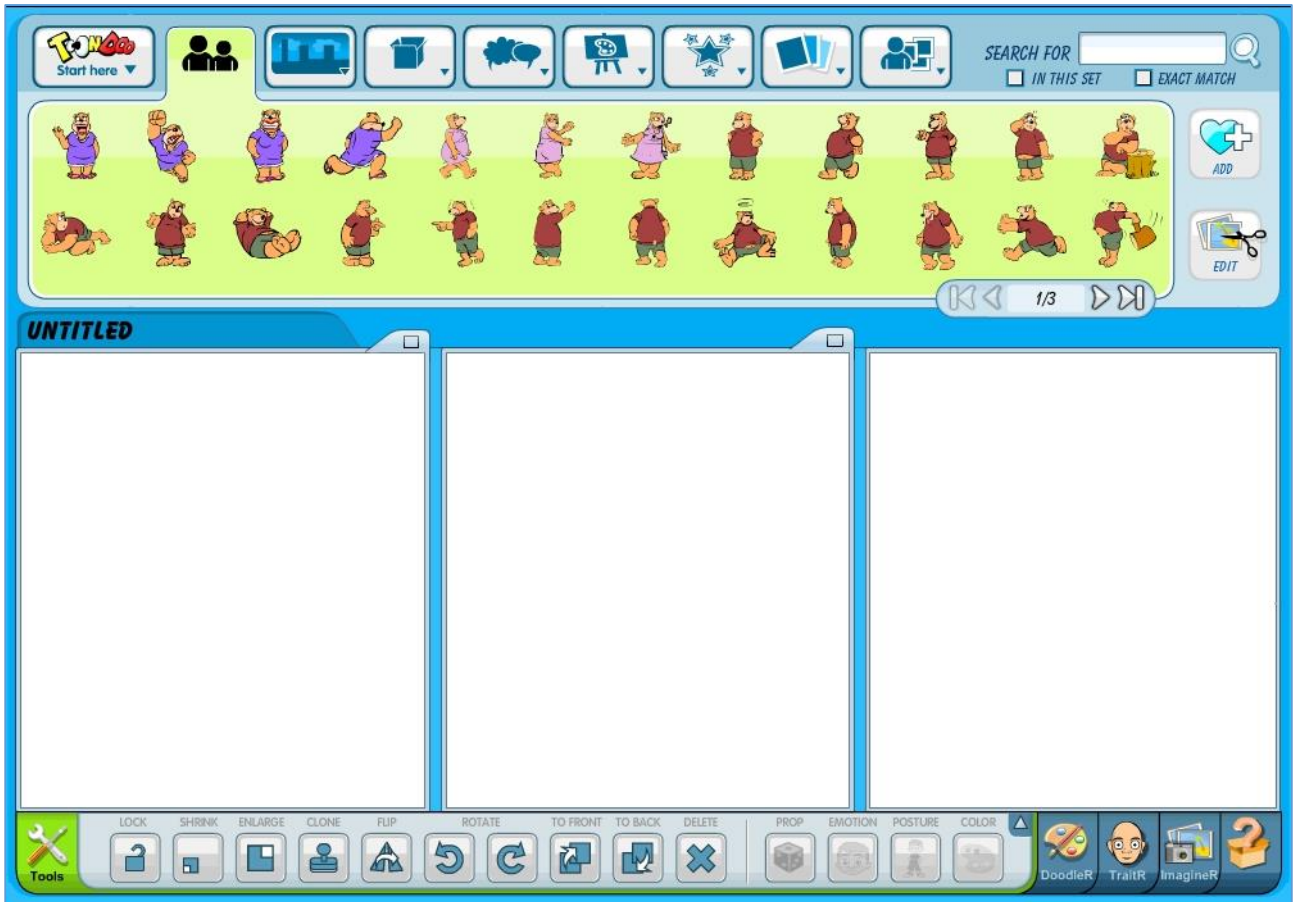 TOONDOO
Start here
SEARCH FOR
IN THIS SET EXACT MATCH
ADD
EDIT
1/3
UNTITLED
LOCK SHRINK ENLARGE CLONE FLIP ROTATE TO FRONT TO BACK DELETE PROP EMOTION POSTURE COLOR
Tools DoodleR TraitR ImagineR